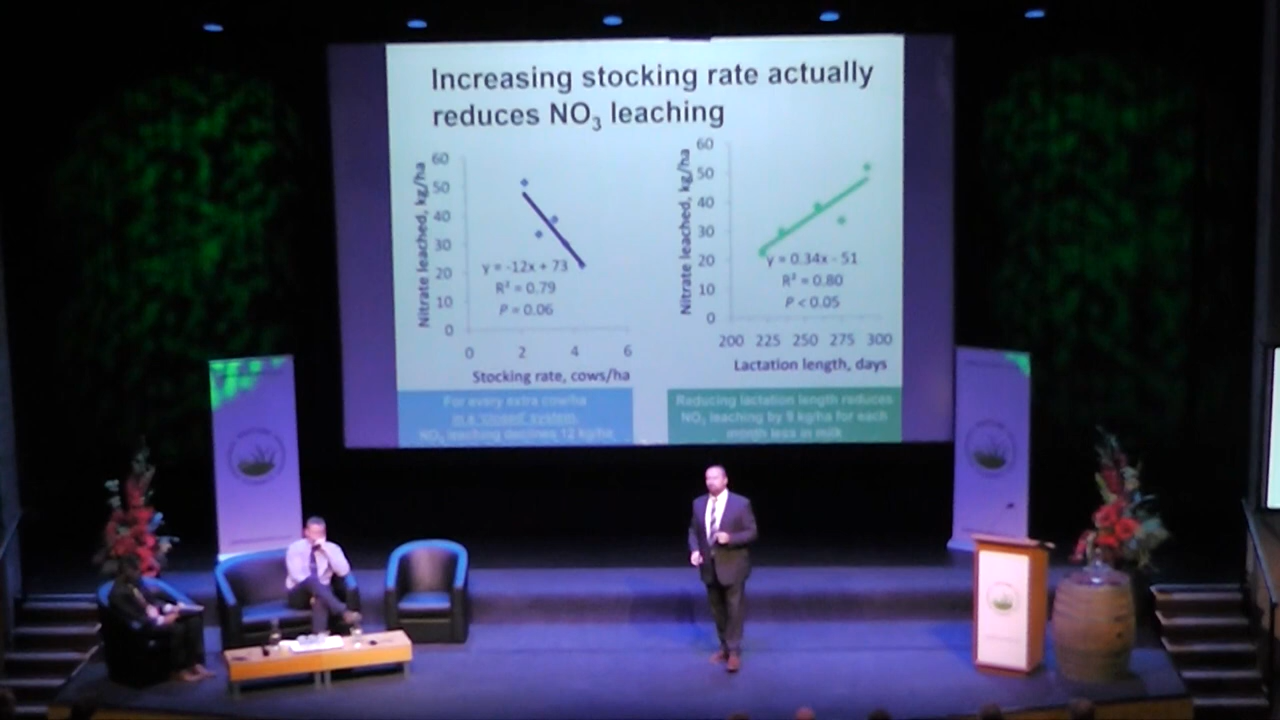 Increasing stocking rate actually
reduces NO₃ leaching
Nitrate leached, kg/ha
60
50
40
30
20
10
0
y = -12x + 73
R² = 0.79
P = 0.06
0 2 4 6
Stocking rate, cows/ha
For every extra cow/ha
in a 'closed' system,
NO₃ leaching declines 12 kg/ha
Nitrate leached, kg/ha
60
50
40
30
20
10
0
y = 0.34x - 51
R² = 0.80
P < 0.05
200 225 250 275 300
Lactation length, days
Reducing lactation length reduces
NO₃ leaching by 9 kg/ha for each
month less in milk